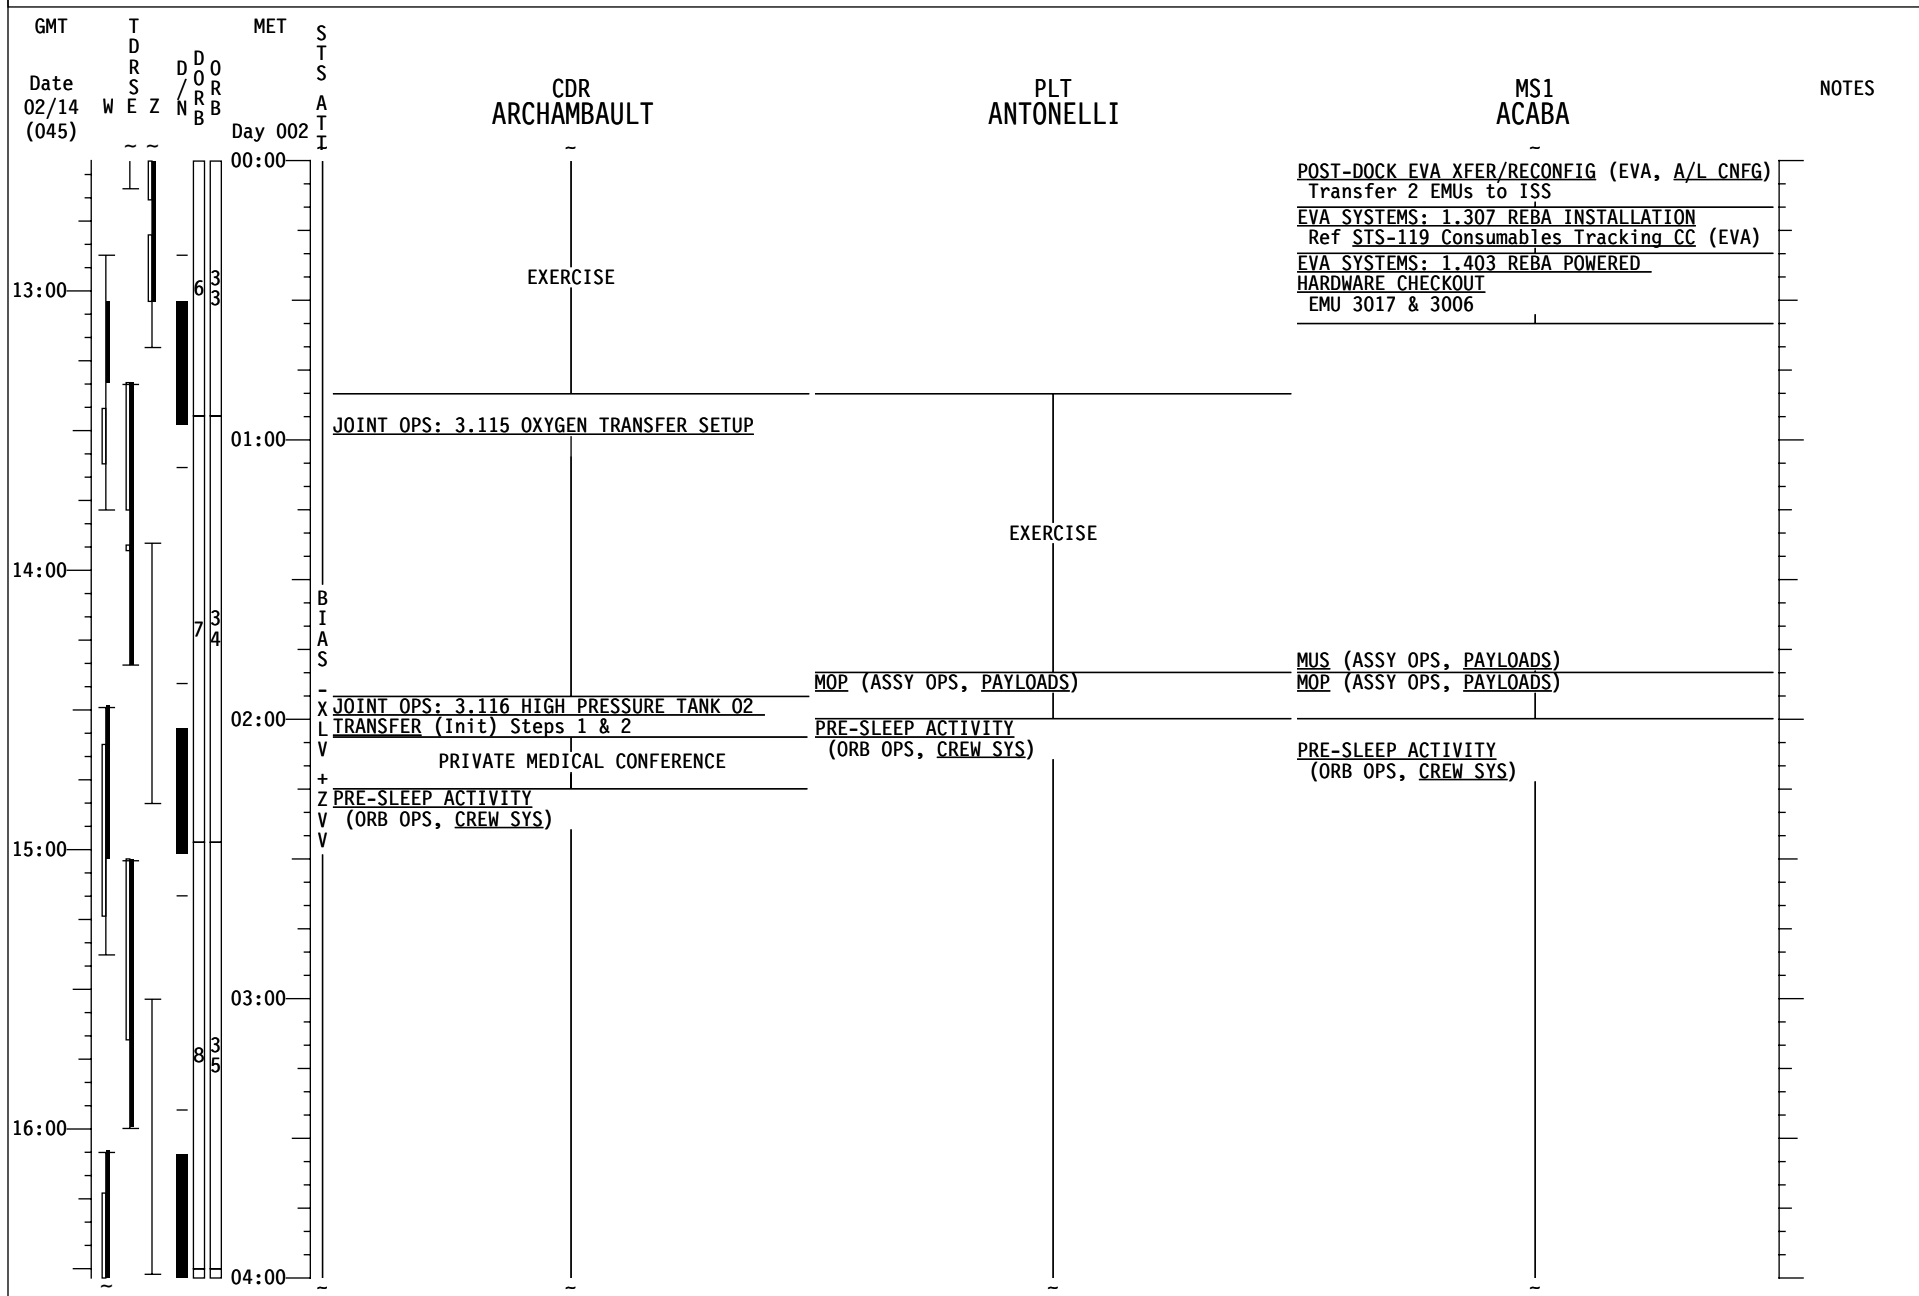 GMT
TDRS
MET
STS ATT
Date
02/14
(045)
W E Z
D/N
DORB
ORB
Day 002
CDR
ARCHAMBAULT
PLT
ANTONELLI
MS1
ACABA
NOTES
~ ~ ~ ~
00:00
POST-DOCK EVA XFER/RECONFIG (EVA, A/L CNFG)
Transfer 2 EMUs to ISS
EVA SYSTEMS: 1.307 REBA INSTALLATION
Ref STS-119 Consumables Tracking CC (EVA)
EVA SYSTEMS: 1.403 REBA POWERED
HARDWARE CHECKOUT
EMU 3017 & 3006
EXERCISE
13:00
6
33
JOINT OPS: 3.115 OXYGEN TRANSFER SETUP
01:00
EXERCISE
14:00
7
34
BIAS -XLV +ZVV
MUS (ASSY OPS, PAYLOADS)
MOP (ASSY OPS, PAYLOADS)
MOP (ASSY OPS, PAYLOADS)
JOINT OPS: 3.116 HIGH PRESSURE TANK O2
TRANSFER (Init) Steps 1 & 2
02:00
PRE-SLEEP ACTIVITY
(ORB OPS, CREW SYS)
PRE-SLEEP ACTIVITY
(ORB OPS, CREW SYS)
PRIVATE MEDICAL CONFERENCE
PRE-SLEEP ACTIVITY
(ORB OPS, CREW SYS)
15:00
03:00
8
35
16:00
04:00
~ ~ ~ ~ ~